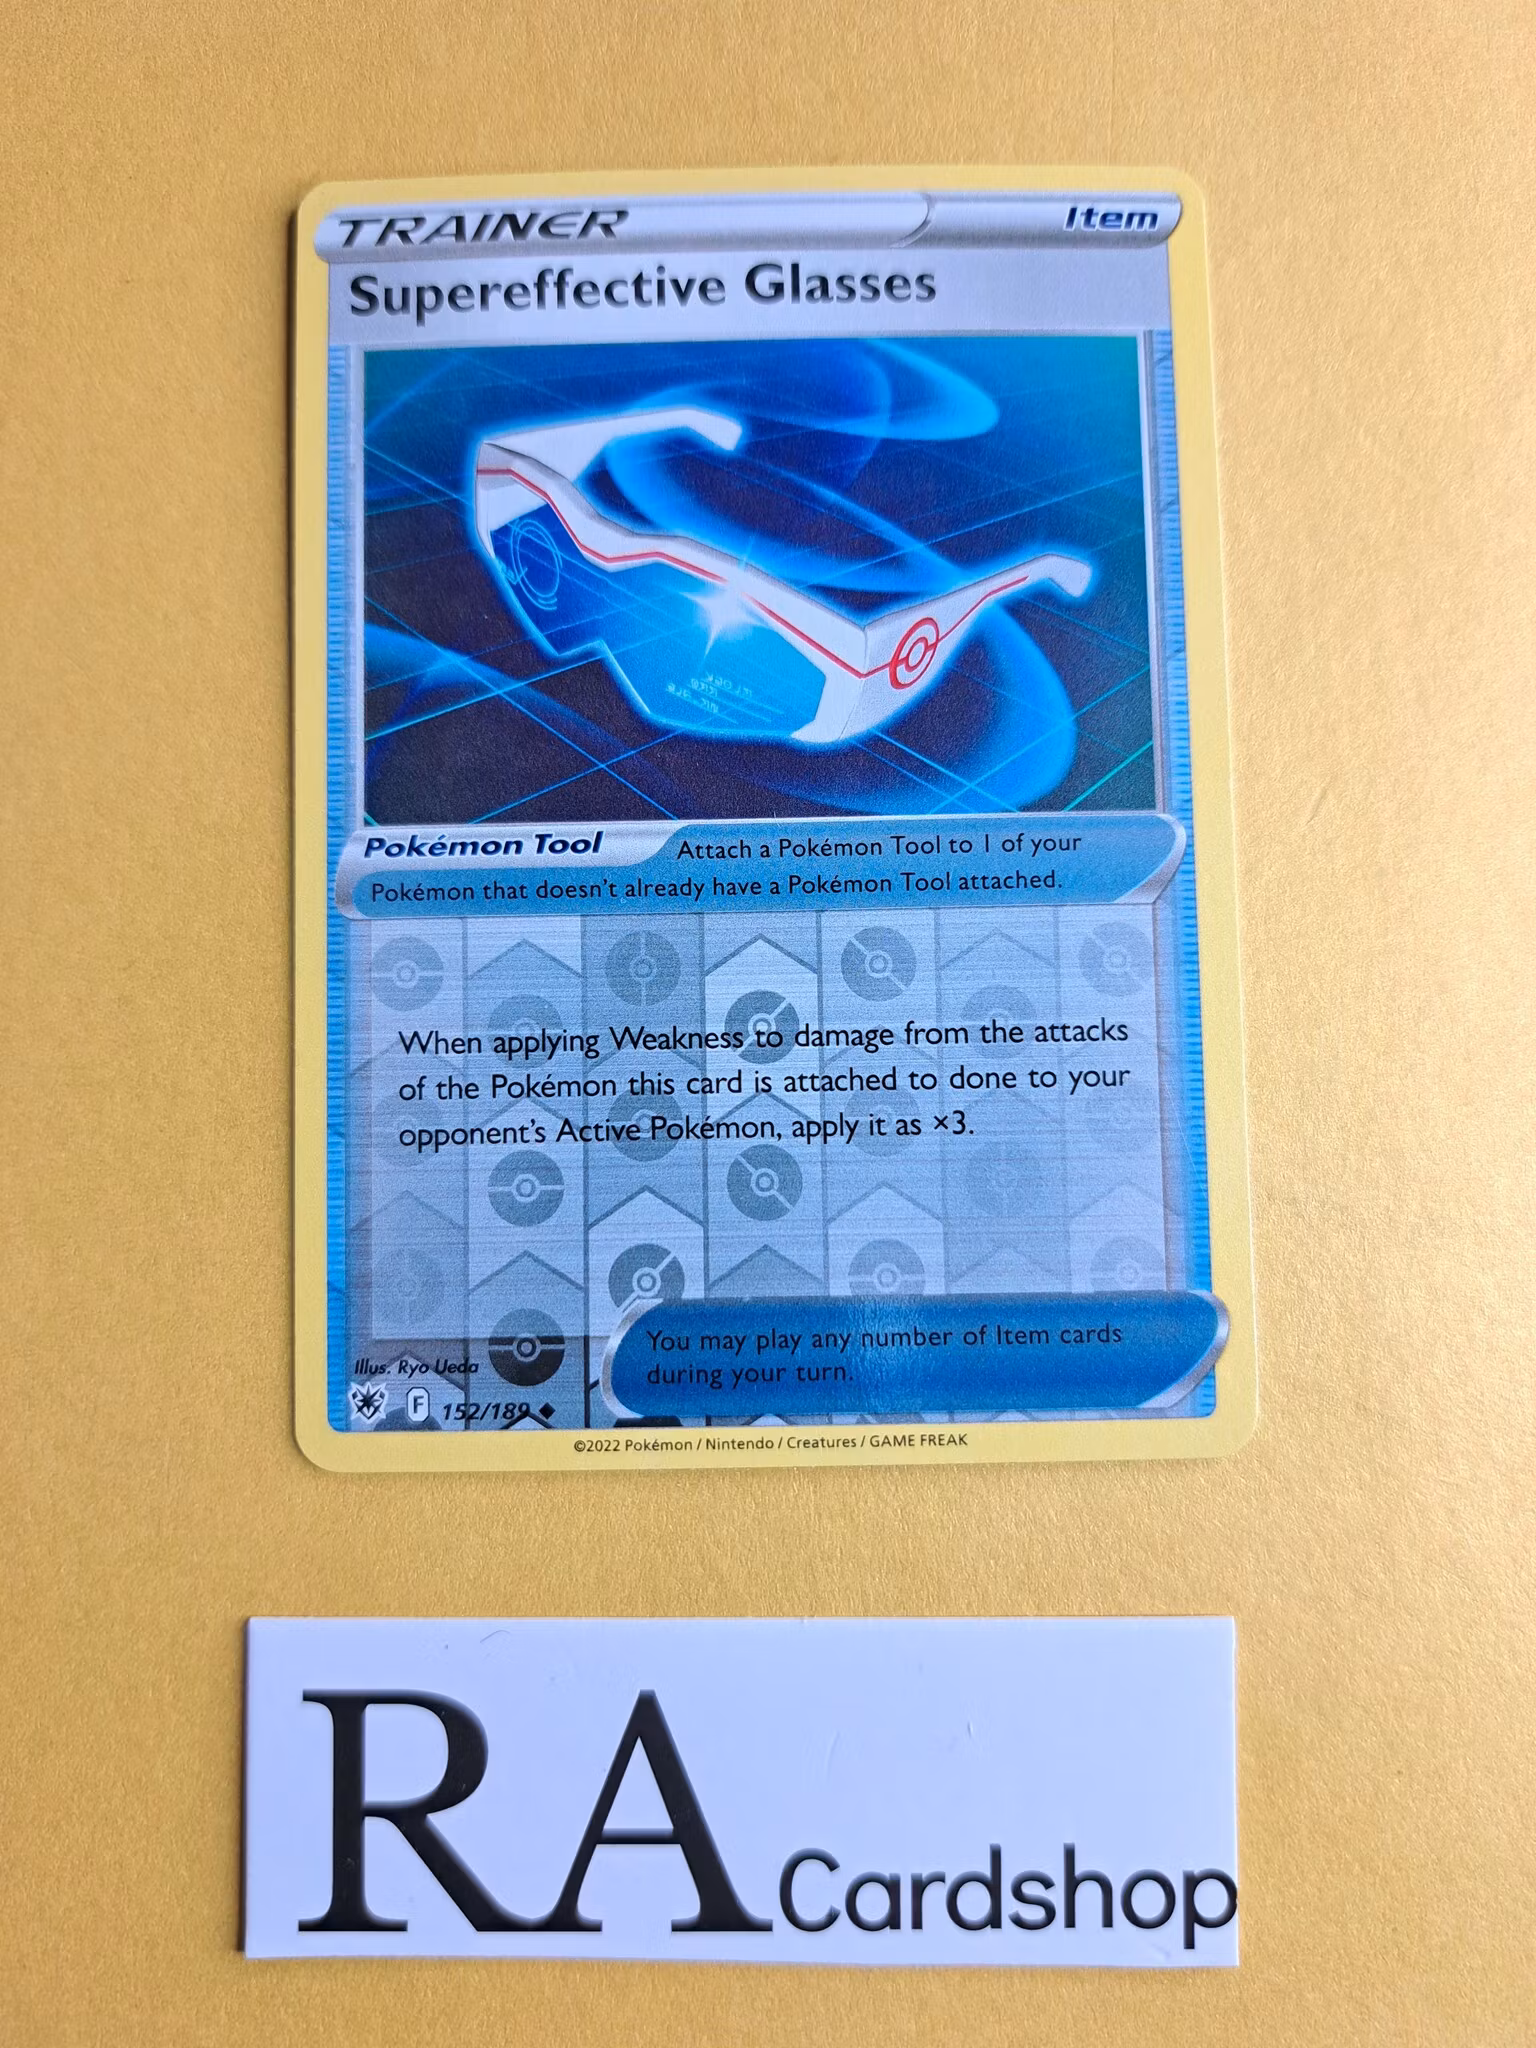 TRAINER
Item
Supereffective Glasses
Pokémon Tool
Attach a Pokémon Tool to 1 of your
Pokémon that doesn't already have a Pokémon Tool attached.
When applying Weakness to damage from the attacks
of the Pokémon this card is attached to done to your
opponent's Active Pokémon, apply it as ×3.
You may play any number of Item cards
during your turn.
Illus. Ryo Ueda
F 152/189
©2022 Pokémon / Nintendo / Creatures / GAME FREAK
RA Cardshop